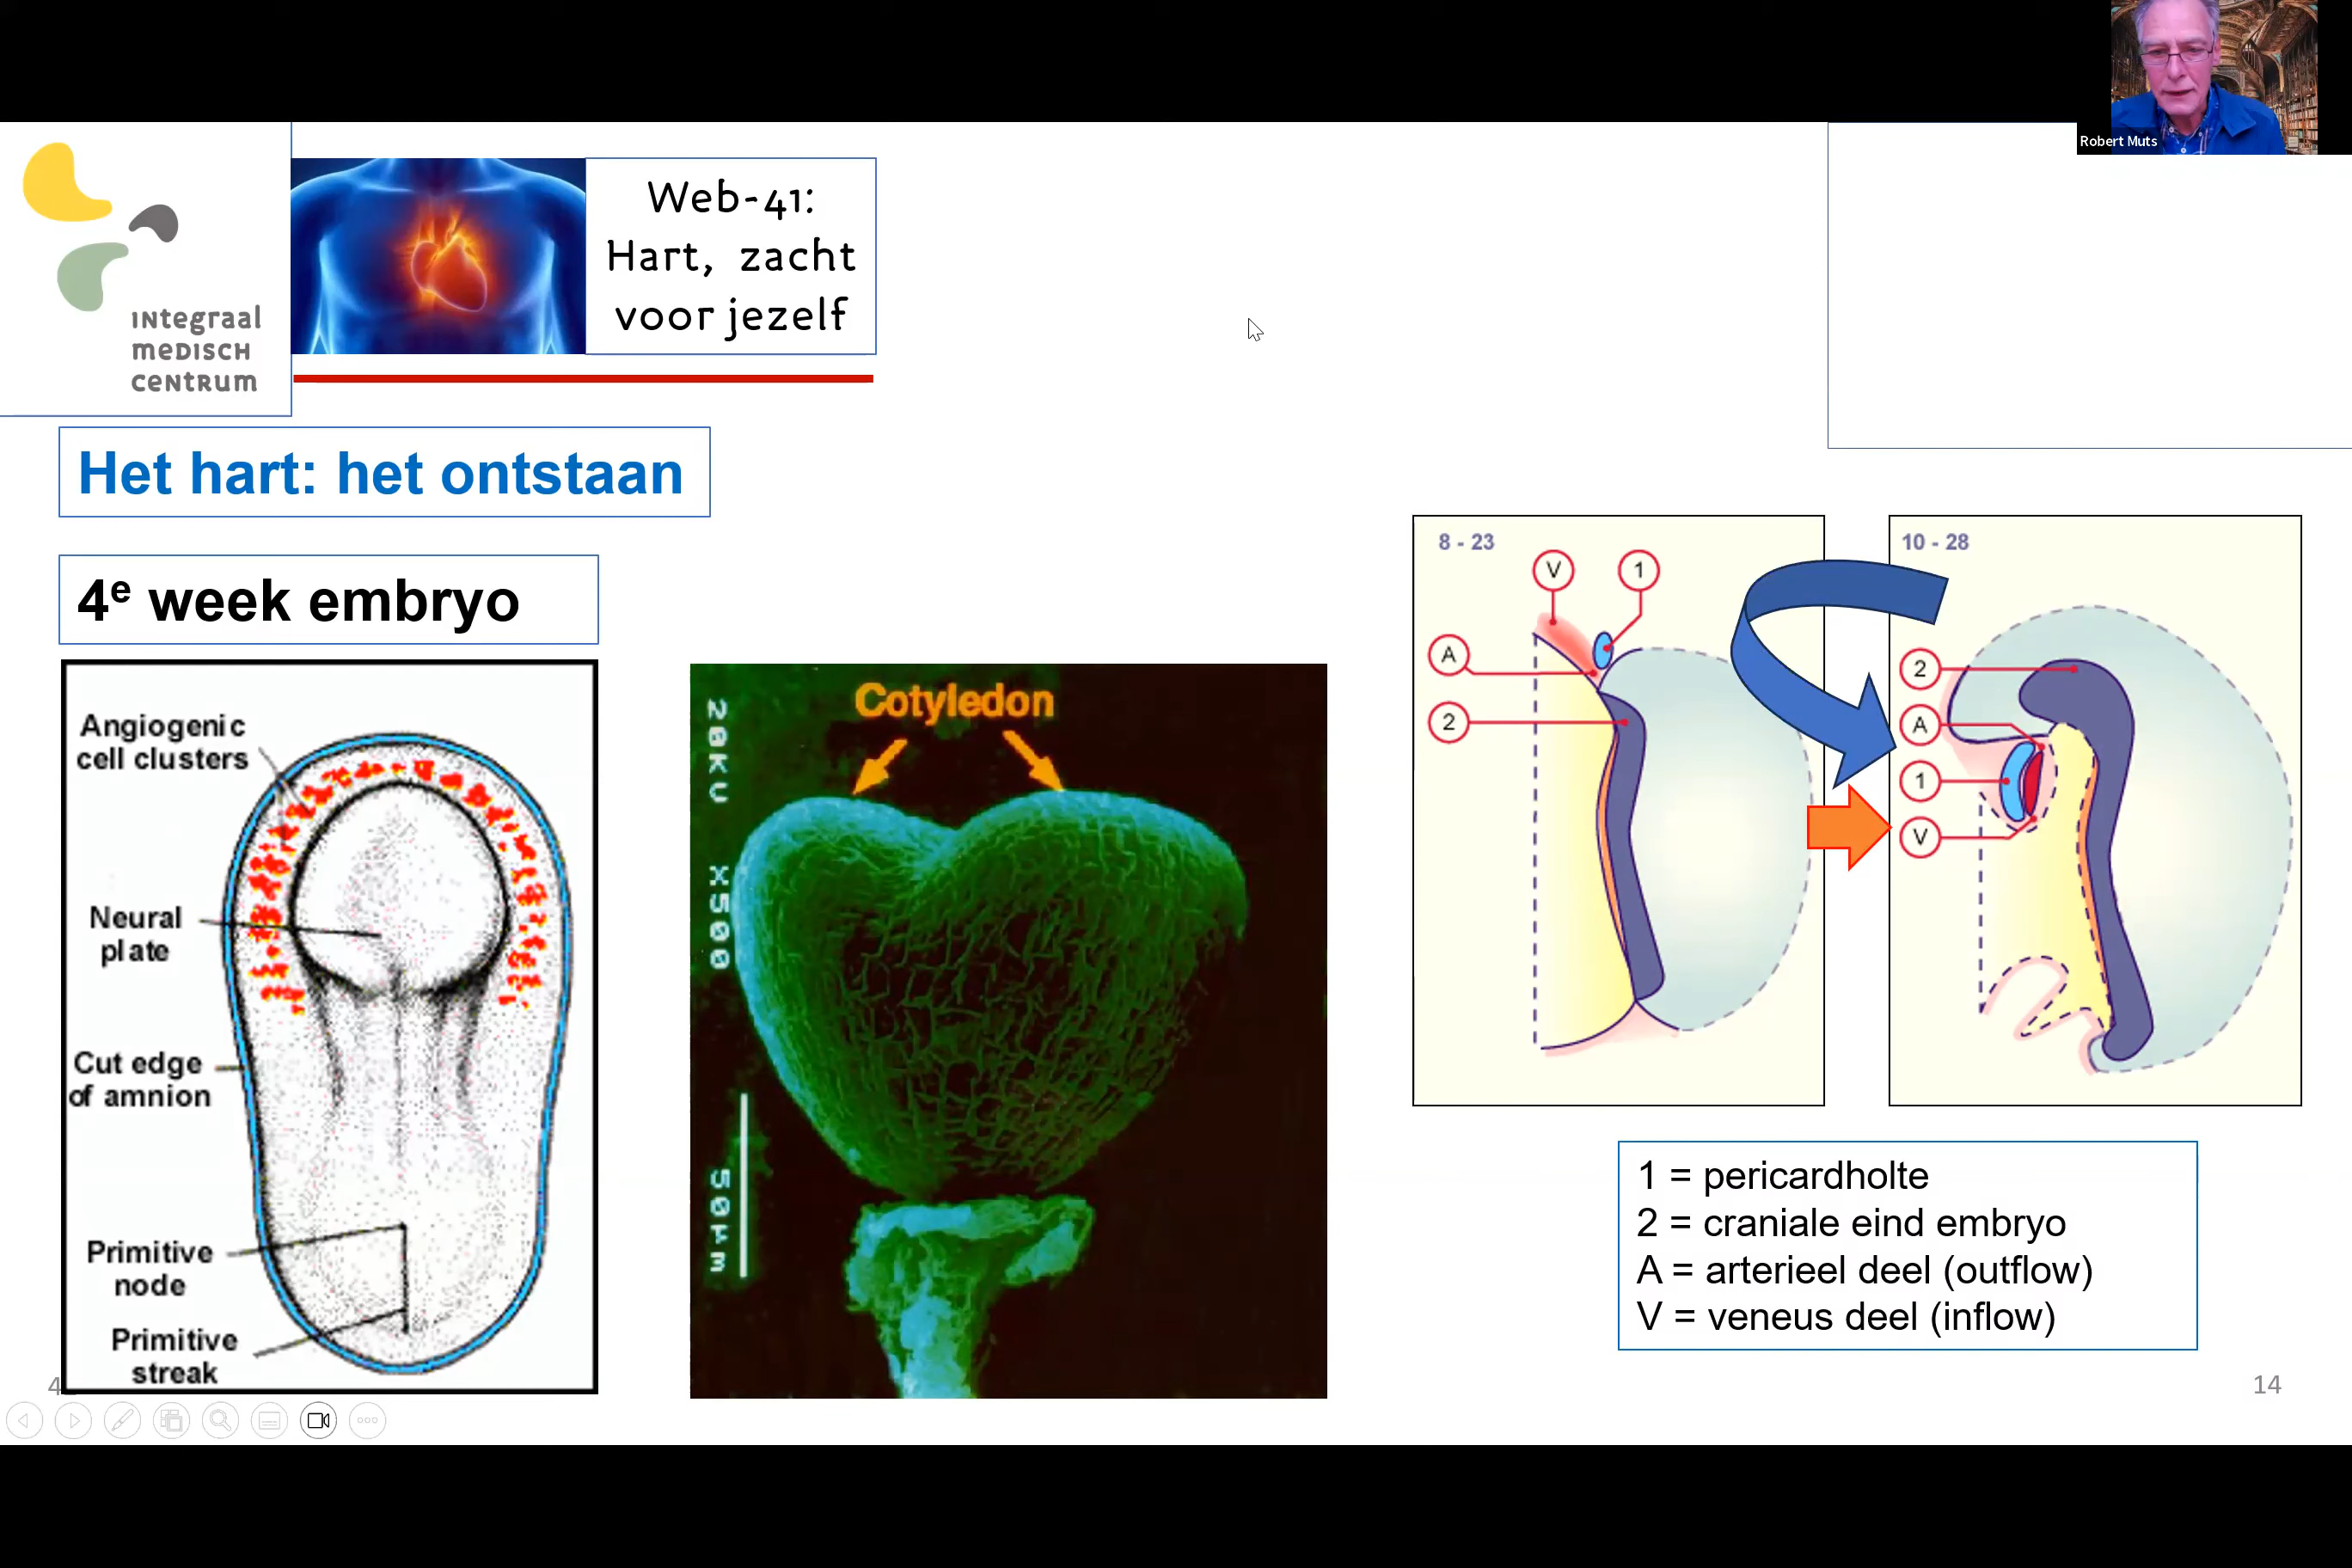 Robert Muts
INtegraal
meDiscH
ceNtRum
Web-41:
Hart, zacht
voor jezelf
Het hart: het ontstaan
4e week embryo
Angiogenic
cell clusters
Neural
plate
Cut edge
of amnion
Primitive
node
Primitive
streak
Cotyledon
20KU X500 50µm
8 - 23
V
1
A
2
10 - 28
2
A
1
V
1 = pericardholte
2 = craniale eind embryo
A = arterieel deel (outflow)
V = veneus deel (inflow)
4
14